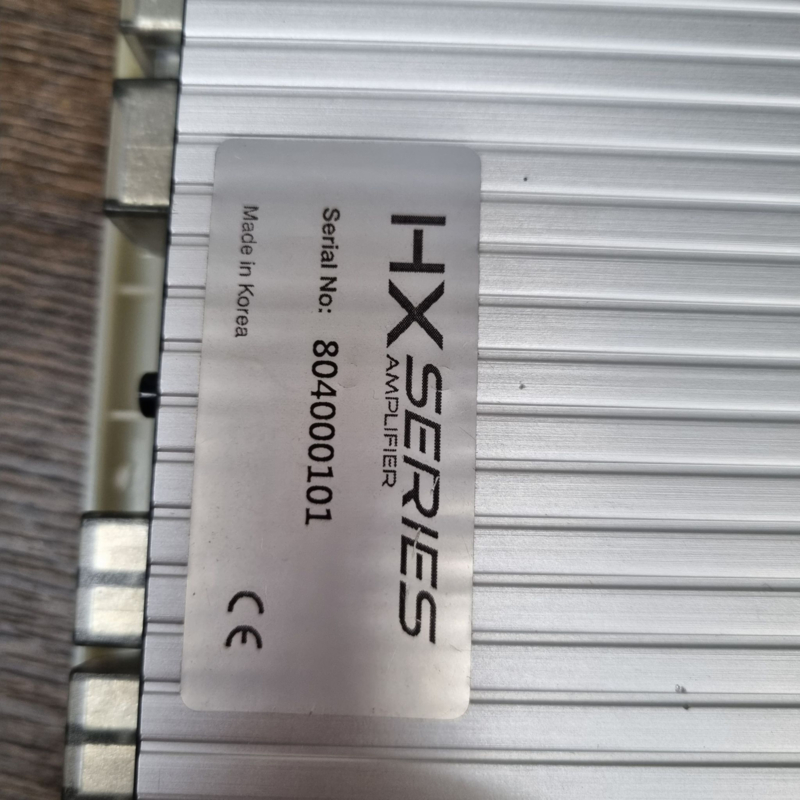 HX SERIES
AMPLIFIER
Serial No: 804000101
Made in Korea
CE